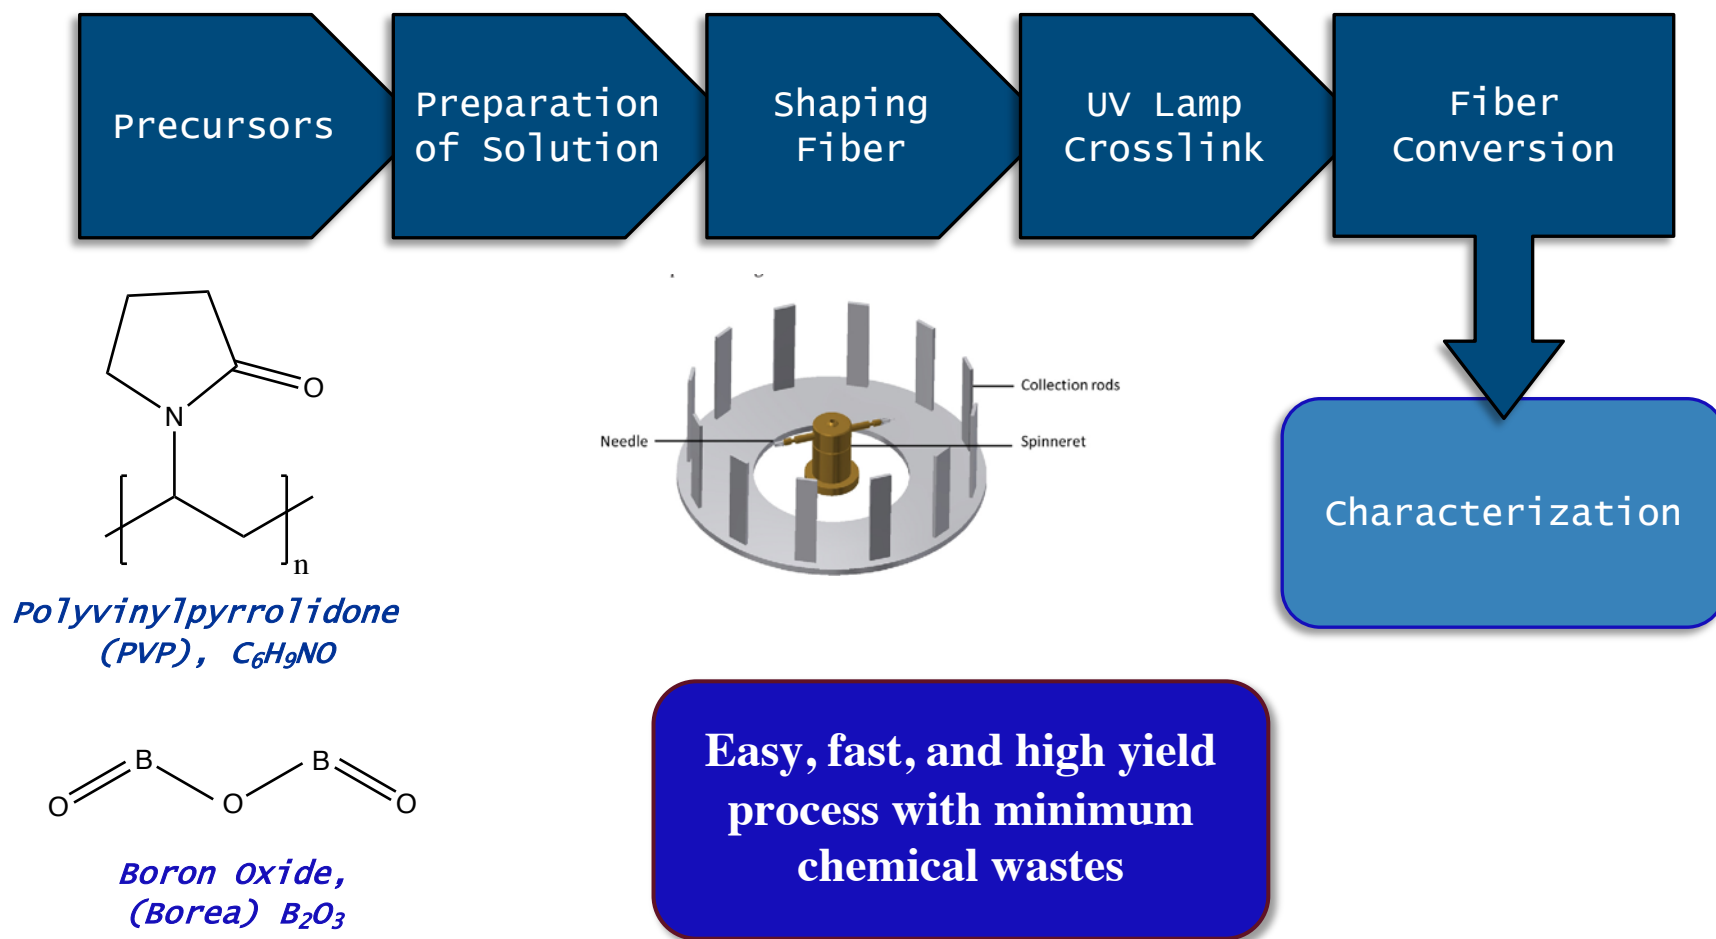 Precursors
Preparation
of Solution
Shaping
Fiber
UV Lamp
Crosslink
Fiber
Conversion
O
N
n
Polyvinylpyrrolidone
(PVP), C₆H₉NO
Collection rods
Needle
Spinneret
Characterization
B
B
O
O
O
Boron Oxide,
(Borea) B₂O₃
Easy, fast, and high yield
process with minimum
chemical wastes